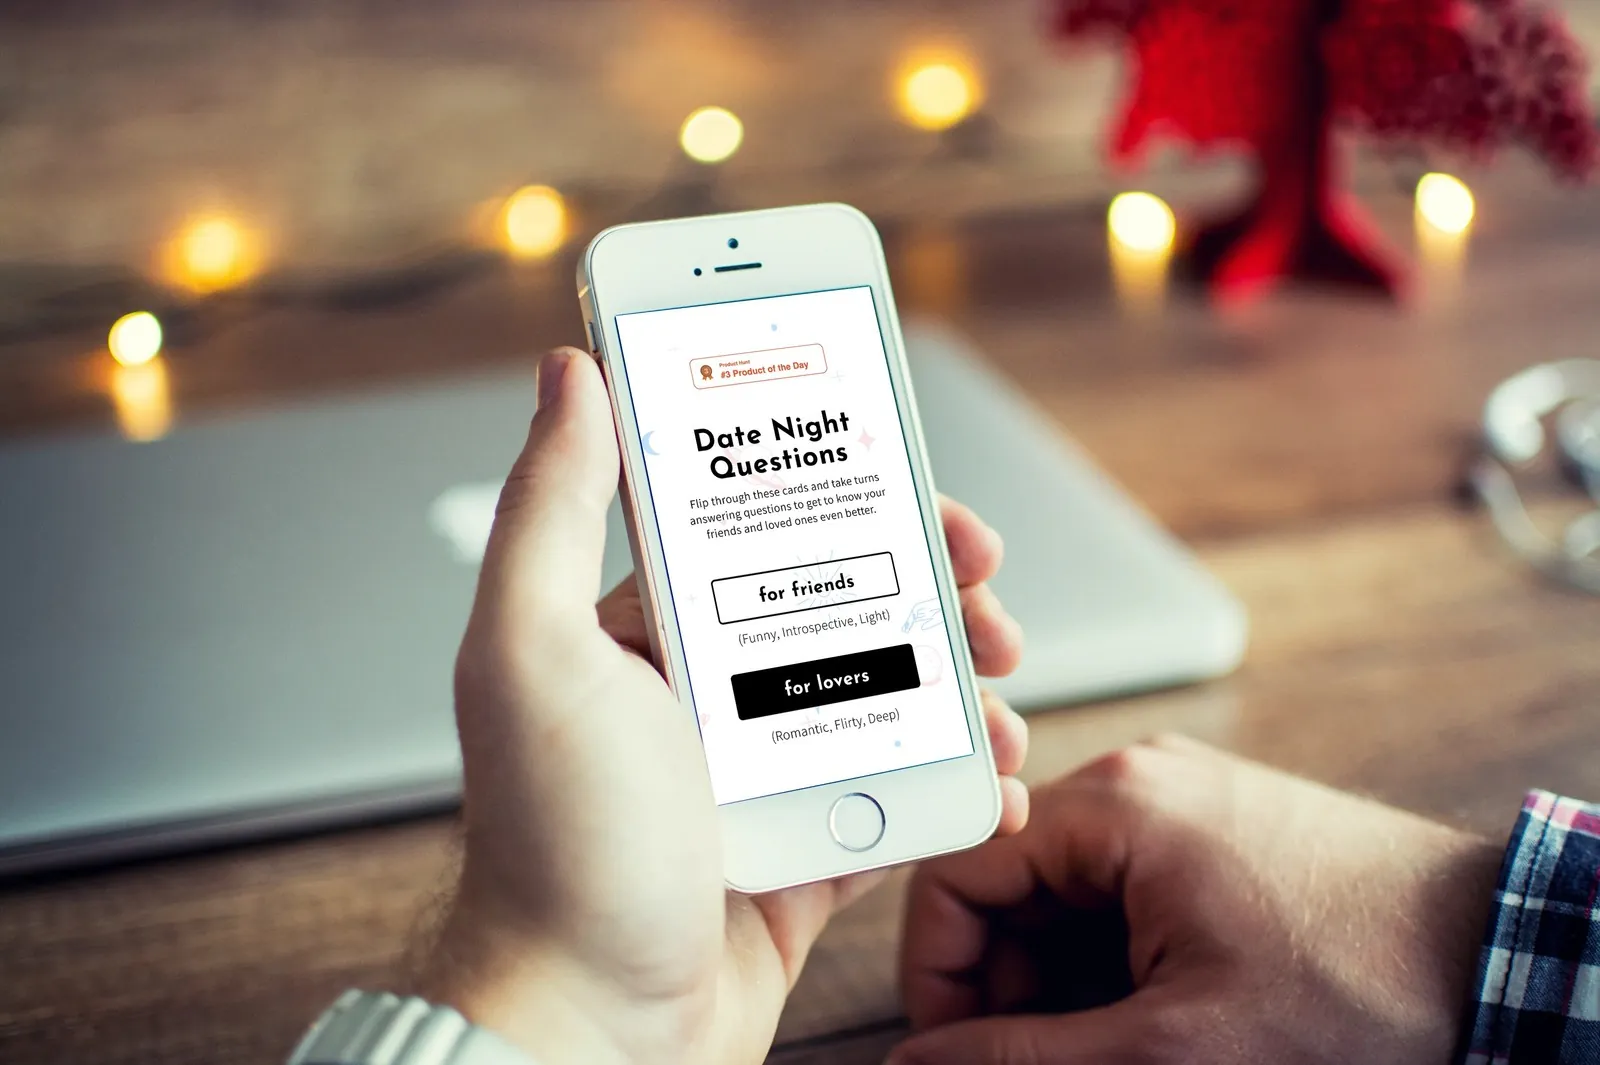 Product Hunt
#3 Product of the Day
Date Night
Questions
Flip through these cards and take turns
answering questions to get to know your
friends and loved ones even better.
for friends
(Funny, Introspective, Light)
for lovers
(Romantic, Flirty, Deep)